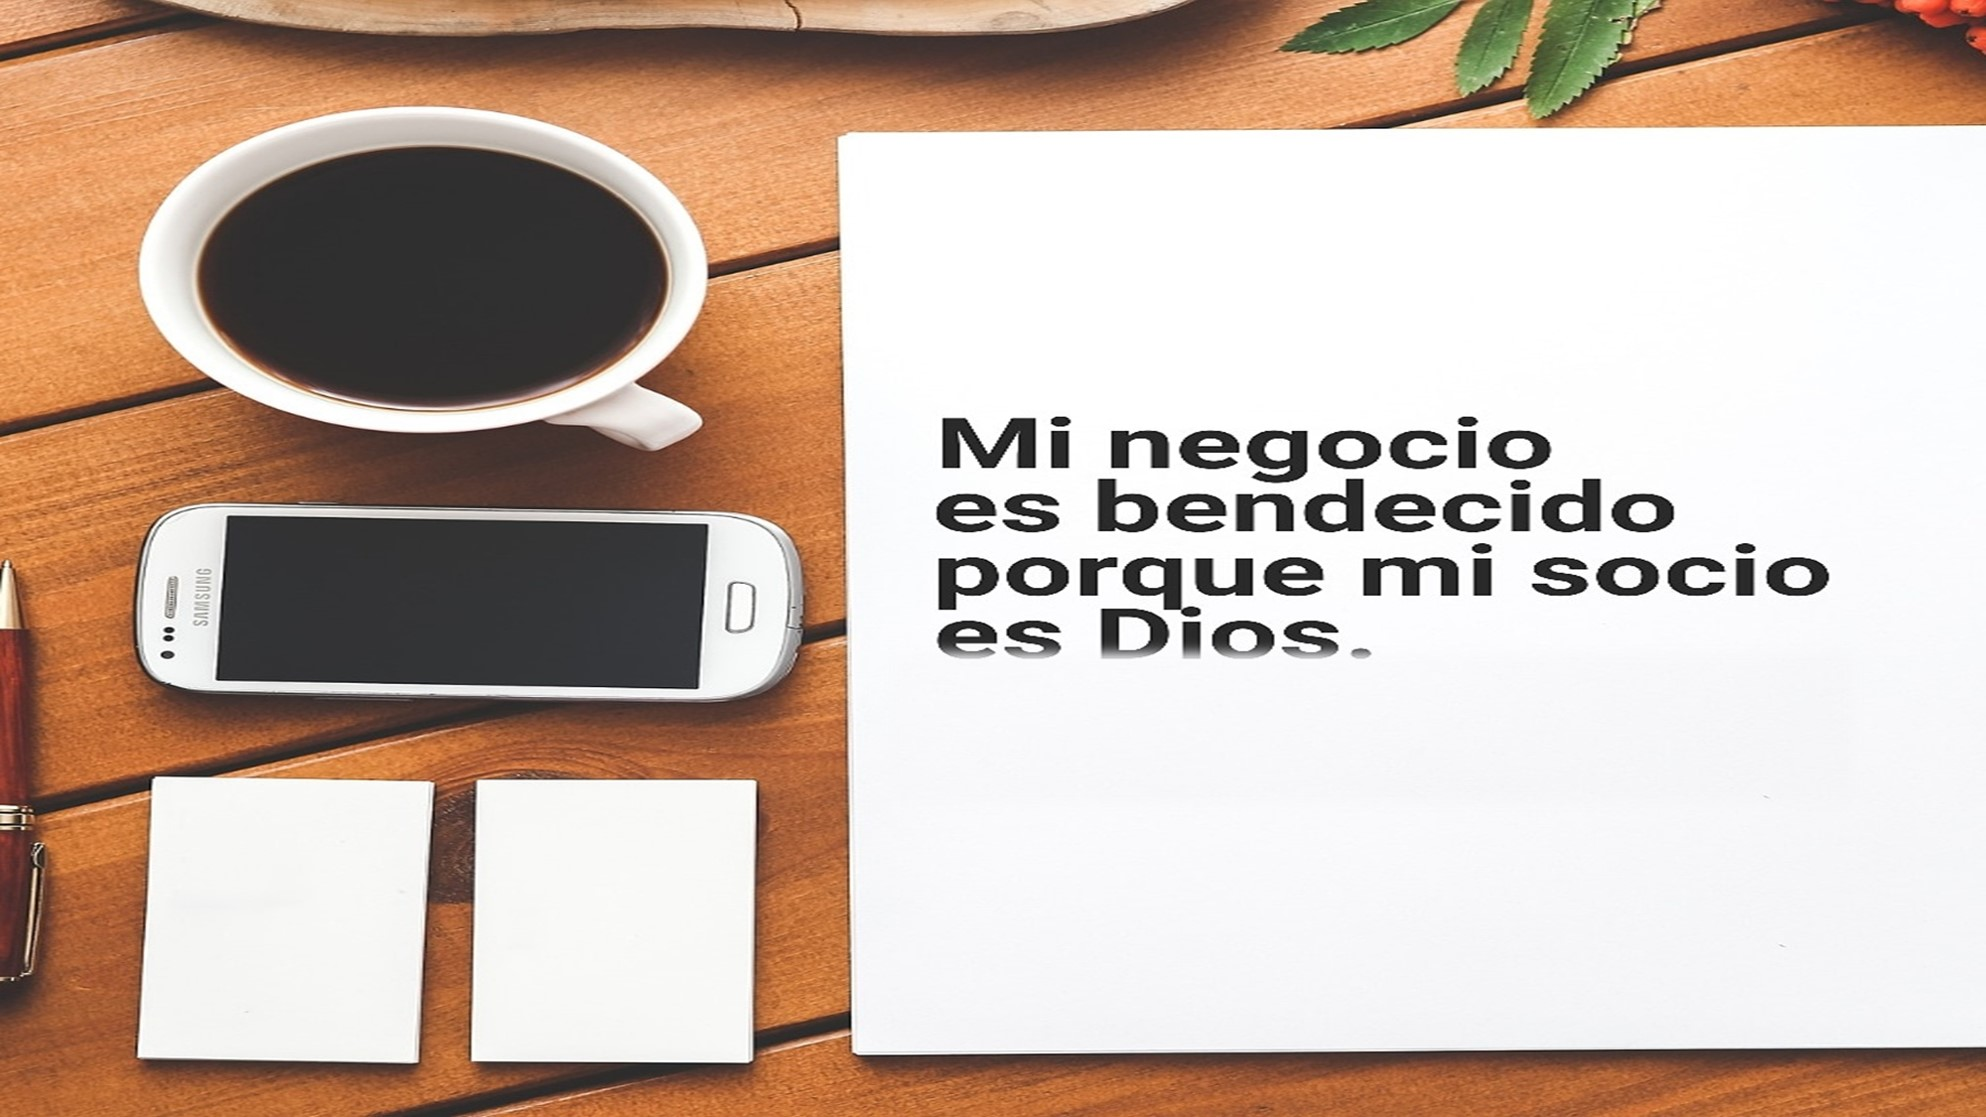 SAMSUNG
Mi negocio
es bendecido
porque mi socio
es Dios.